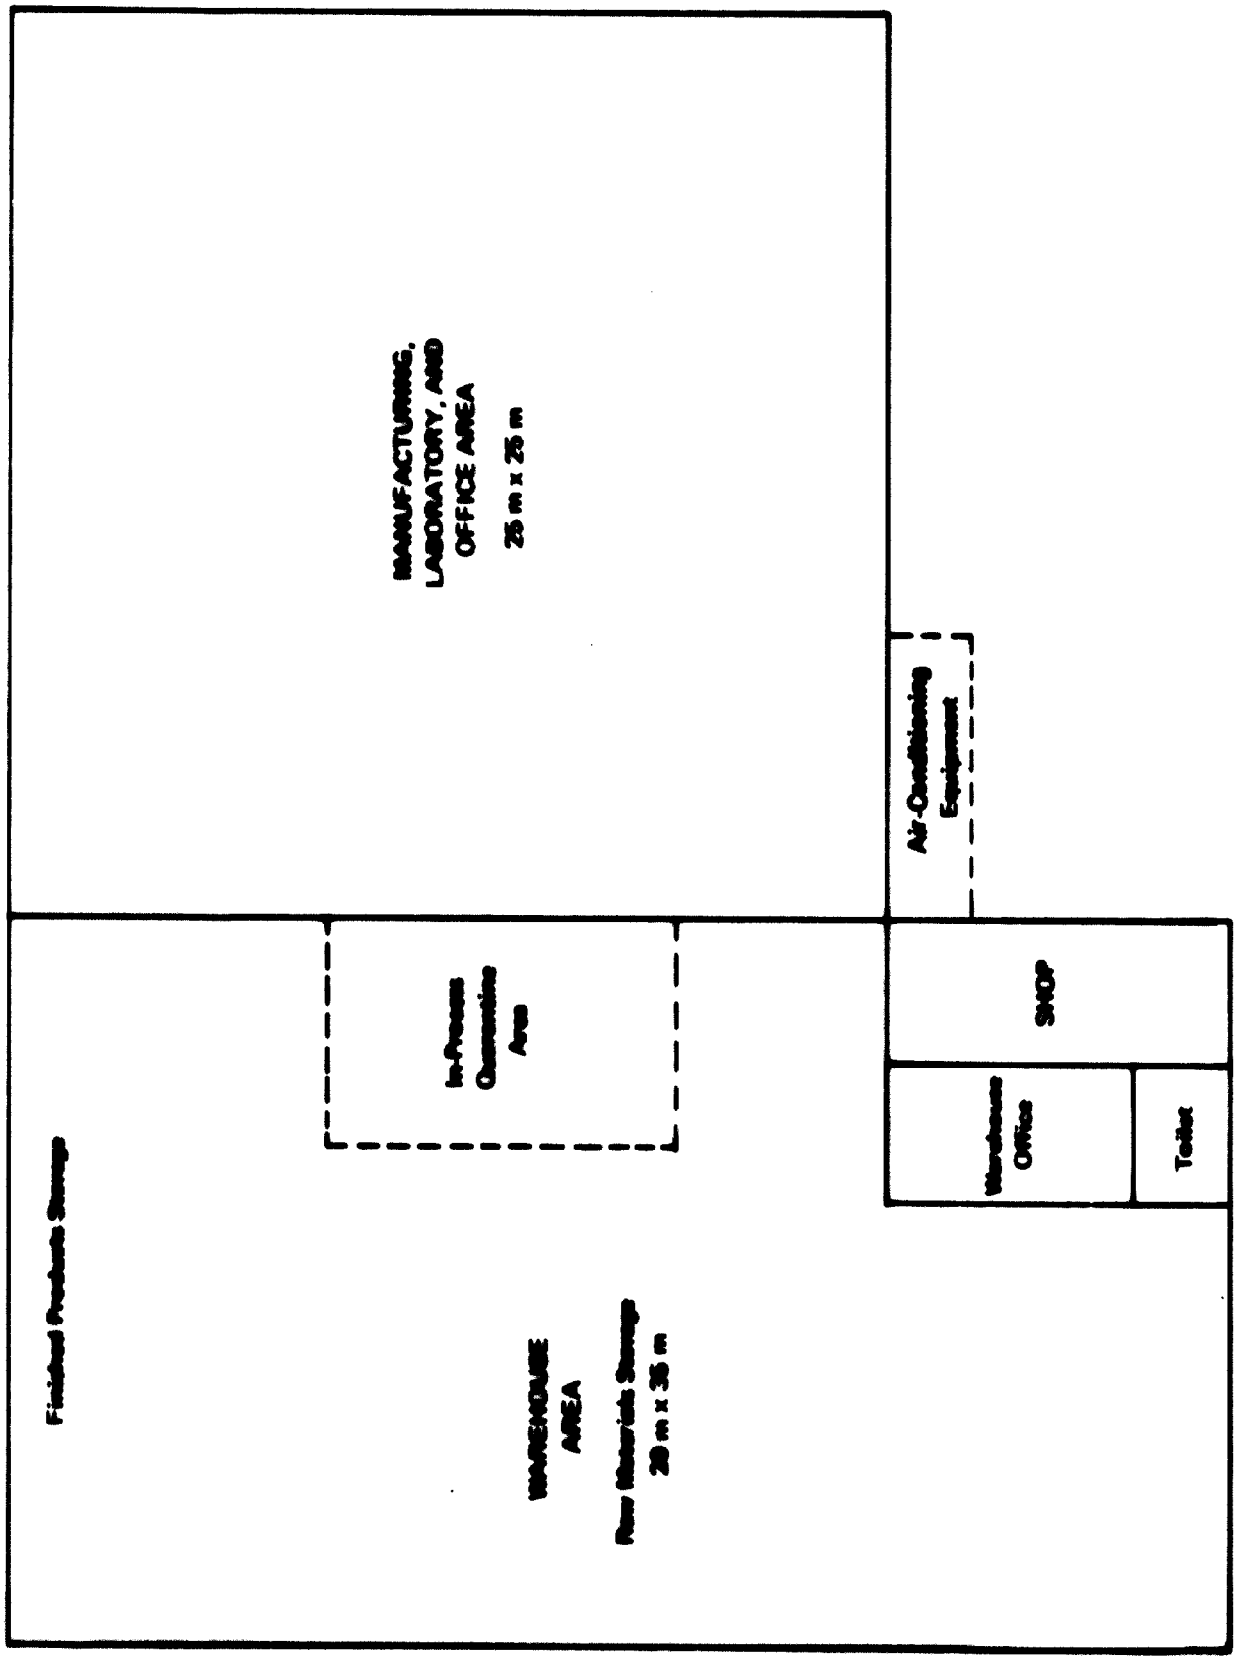 MANUFACTURING,
LABORATORY, AND
OFFICE AREA
25 m x 25 m
Air-Conditioning
Equipment
In-Process
Quarantine
Area
SHOP
Warehouse
Office
Toilet
Finished Products Storage
WAREHOUSE
AREA
Raw Materials Storage
20 m x 35 m